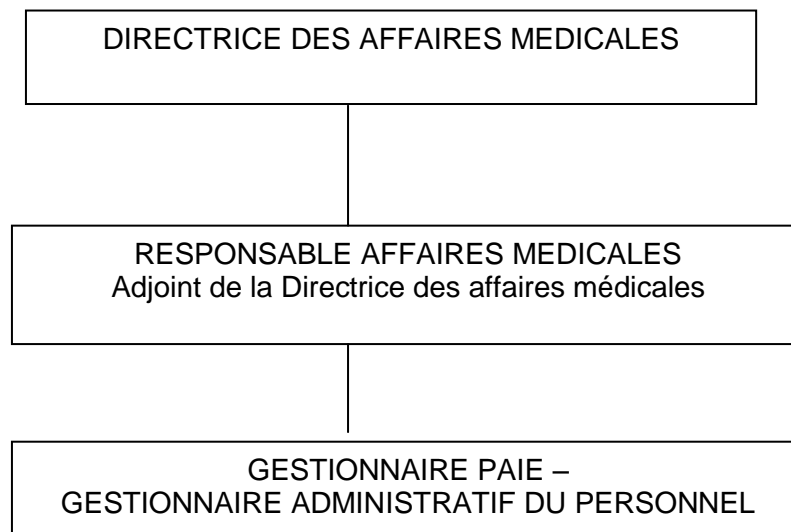 DIRECTRICE DES AFFAIRES MEDICALES
RESPONSABLE AFFAIRES MEDICALES
Adjoint de la Directrice des affaires médicales
GESTIONNAIRE PAIE –
GESTIONNAIRE ADMINISTRATIF DU PERSONNEL